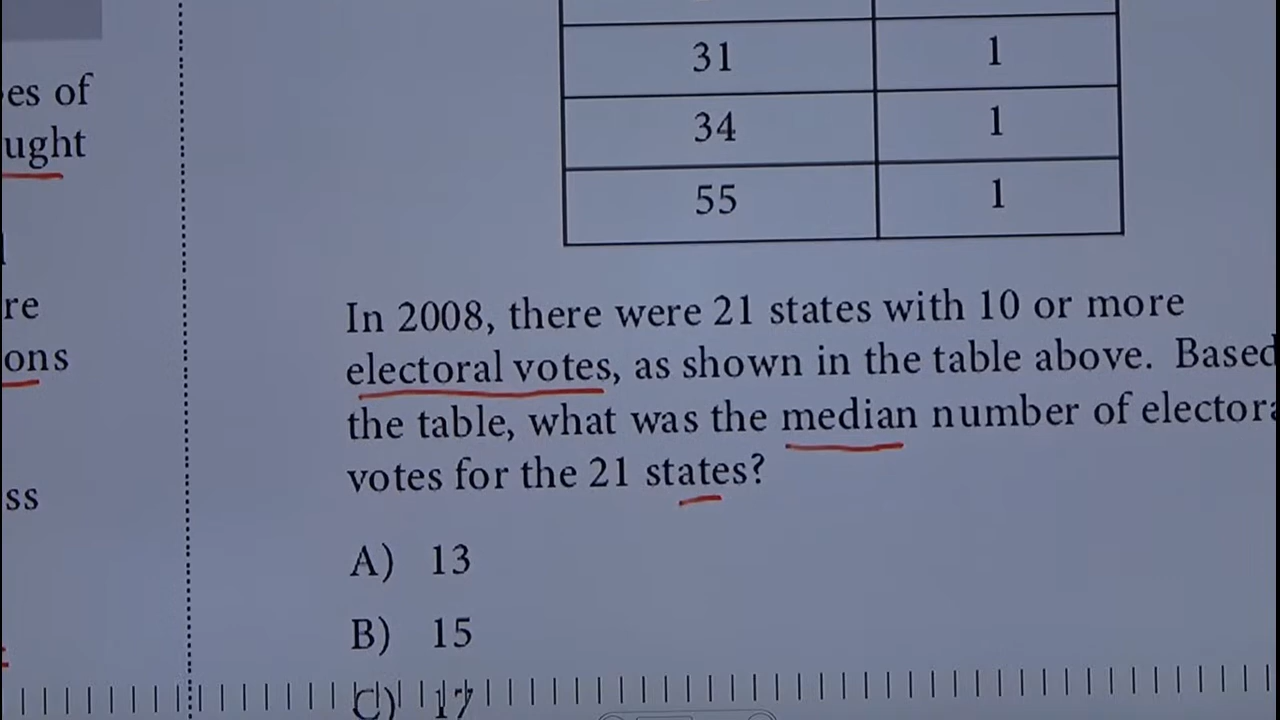 es of
ught
re
ons
ss
31 1
34 1
55 1
In 2008, there were 21 states with 10 or more
electoral votes, as shown in the table above. Based
the table, what was the median number of electora
votes for the 21 states?
A) 13
B) 15
C) 17